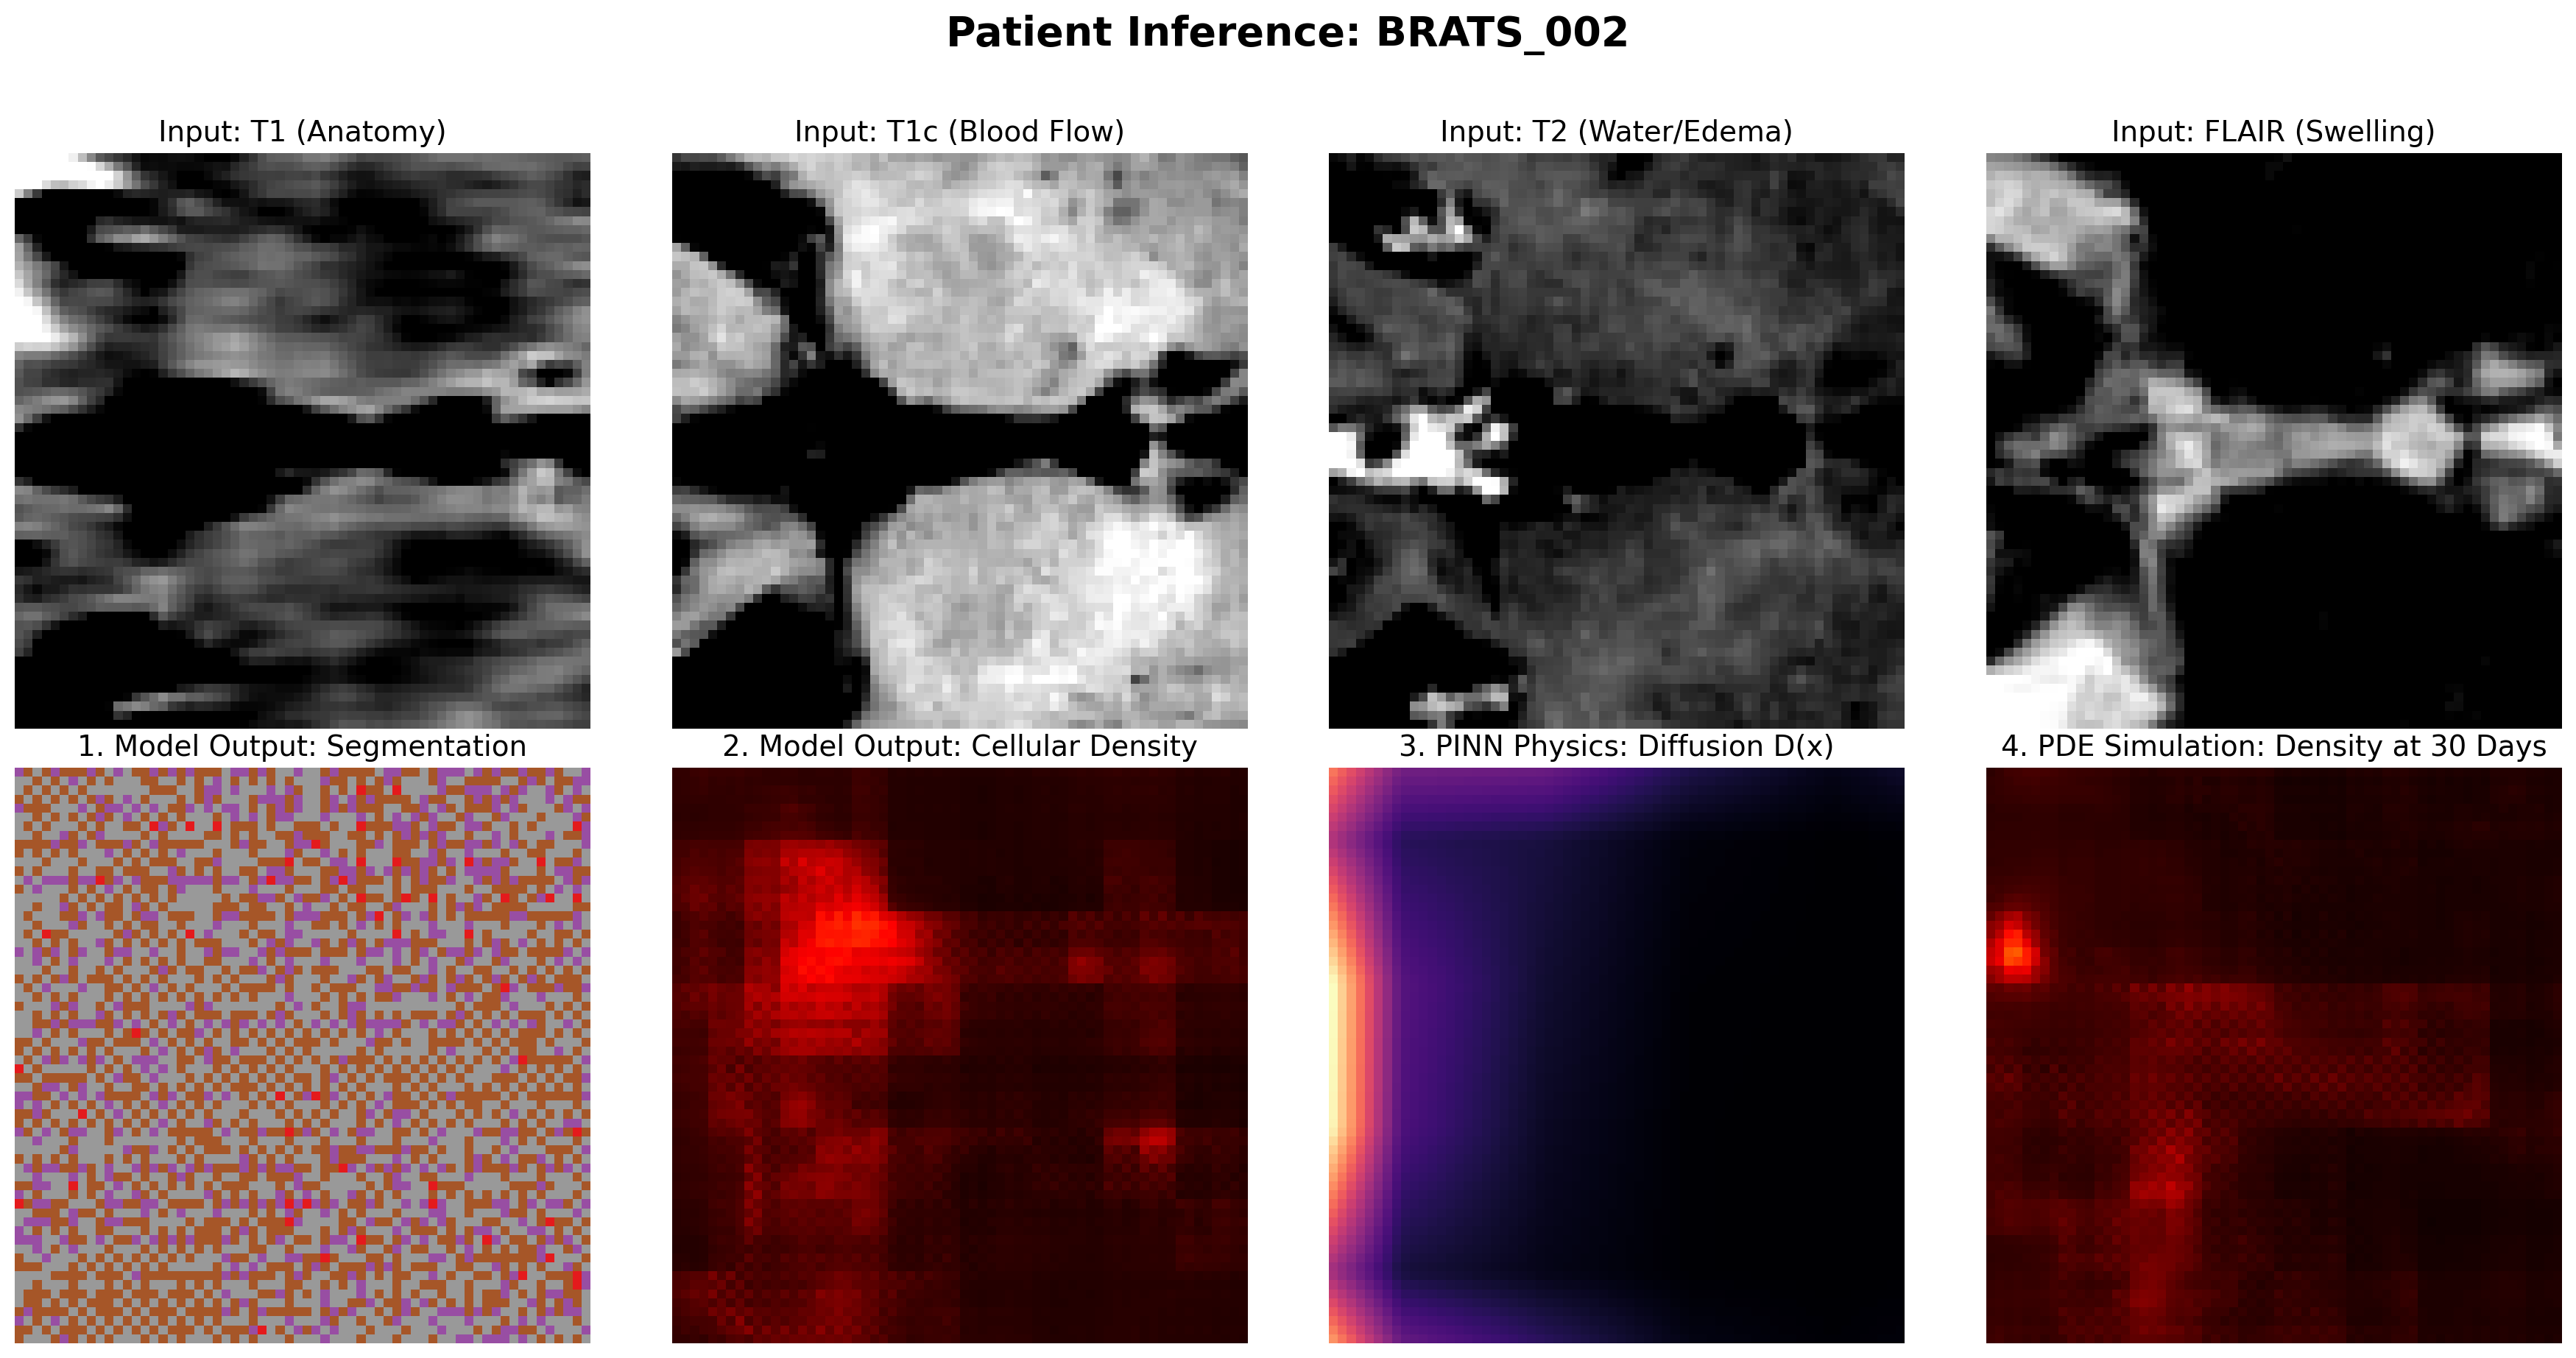 Patient Inference: BRATS_002
Input: T1 (Anatomy)
Input: T1c (Blood Flow)
Input: T2 (Water/Edema)
Input: FLAIR (Swelling)
1. Model Output: Segmentation
2. Model Output: Cellular Density
3. PINN Physics: Diffusion D(x)
4. PDE Simulation: Density at 30 Days